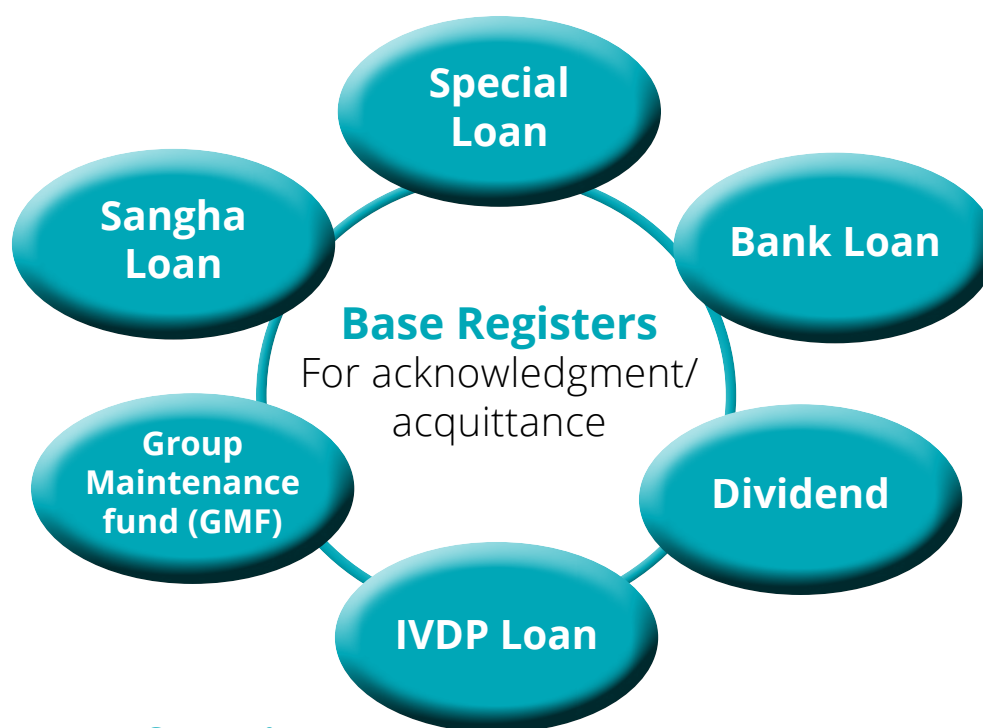 Special
Loan
Sangha
Loan
Bank Loan
Base Registers
For acknowledgment/
acquittance
Group
Maintenance
fund (GMF)
Dividend
IVDP Loan